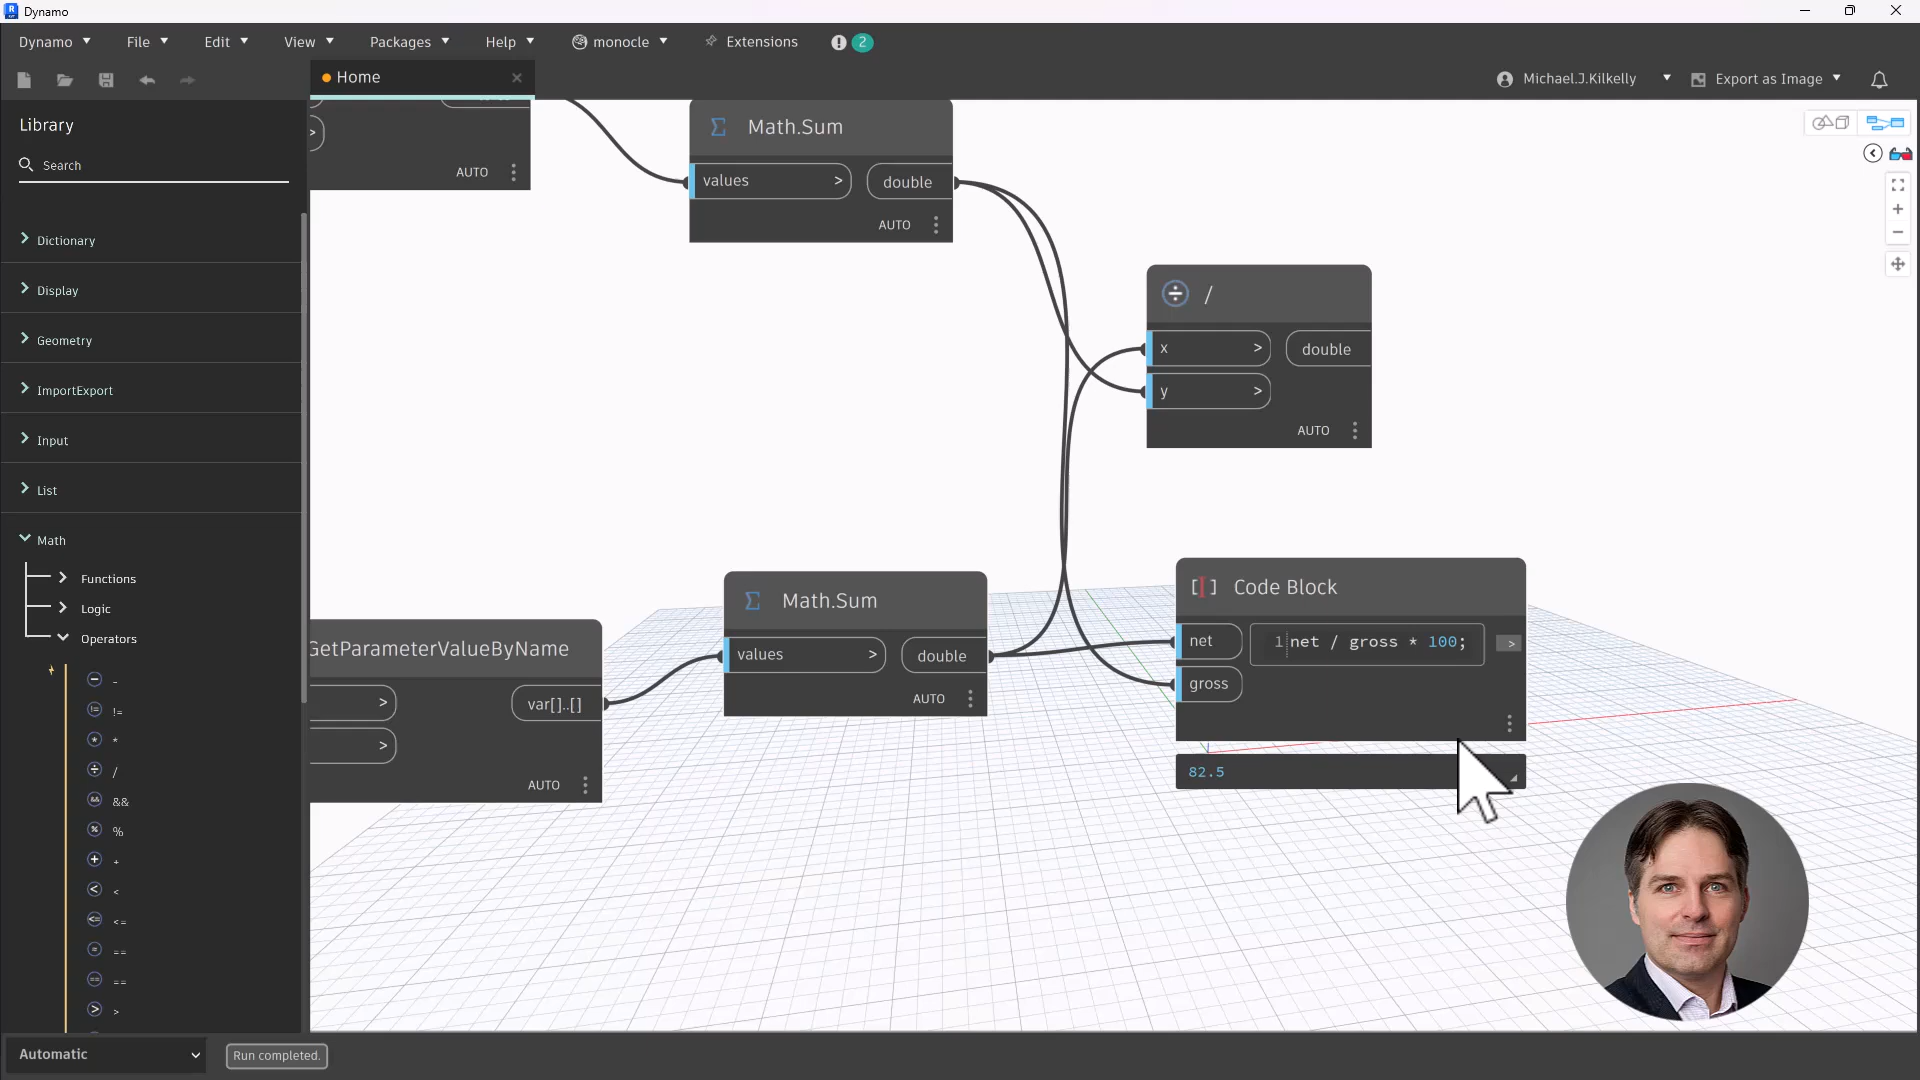 Dynamo
Dynamo File Edit View Packages Help monocle Extensions 2
Home
Michael.J.Kilkelly Export as Image
Library
Search
Dictionary
Display
Geometry
ImportExport
Input
List
Math
Functions
Logic
Operators
-
!=
*
/
&&
%
+
<
<=
==
==
>
AUTO
Math.Sum
values > double
AUTO
/
x > double
y >
AUTO
GetParameterValueByName
> var[]..[]
>
AUTO
Math.Sum
values > double
AUTO
Code Block
net 1 net / gross * 100; >
gross
82.5
Automatic Run completed.